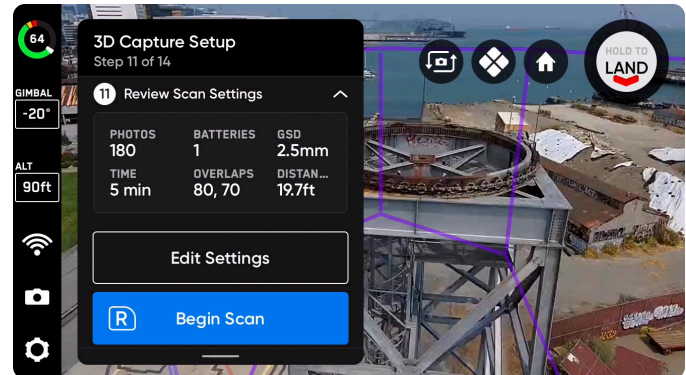 64
GIMBAL
-20°
ALT
90ft
3D Capture Setup
Step 11 of 14
11 Review Scan Settings
PHOTOS BATTERIES GSD
180 1 2.5mm
TIME OVERLAPS DISTAN...
5 min 80, 70 19.7ft
Edit Settings
R Begin Scan
HOLD TO
LAND